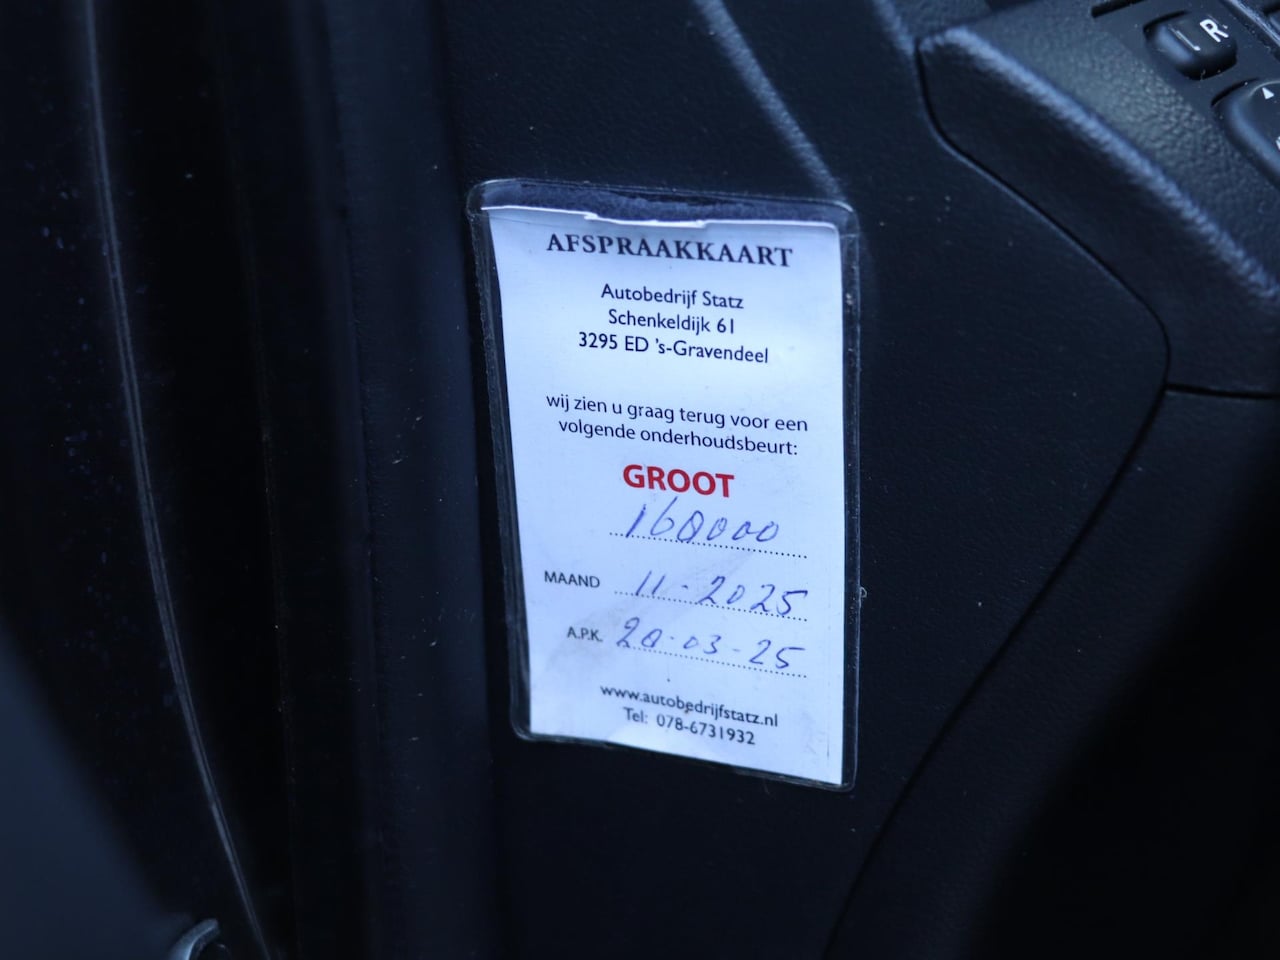 R
AFSPRAAKKAART
Autobedrijf Statz
Schenkeldijk 61
3295 ED 's-Gravendeel
wij zien u graag terug voor een
volgende onderhoudsbeurt:
GROOT
160000
MAAND 11-2025
A.P.K. 20-03-25
www.autobedrijfstatz.nl
Tel: 078-6731932